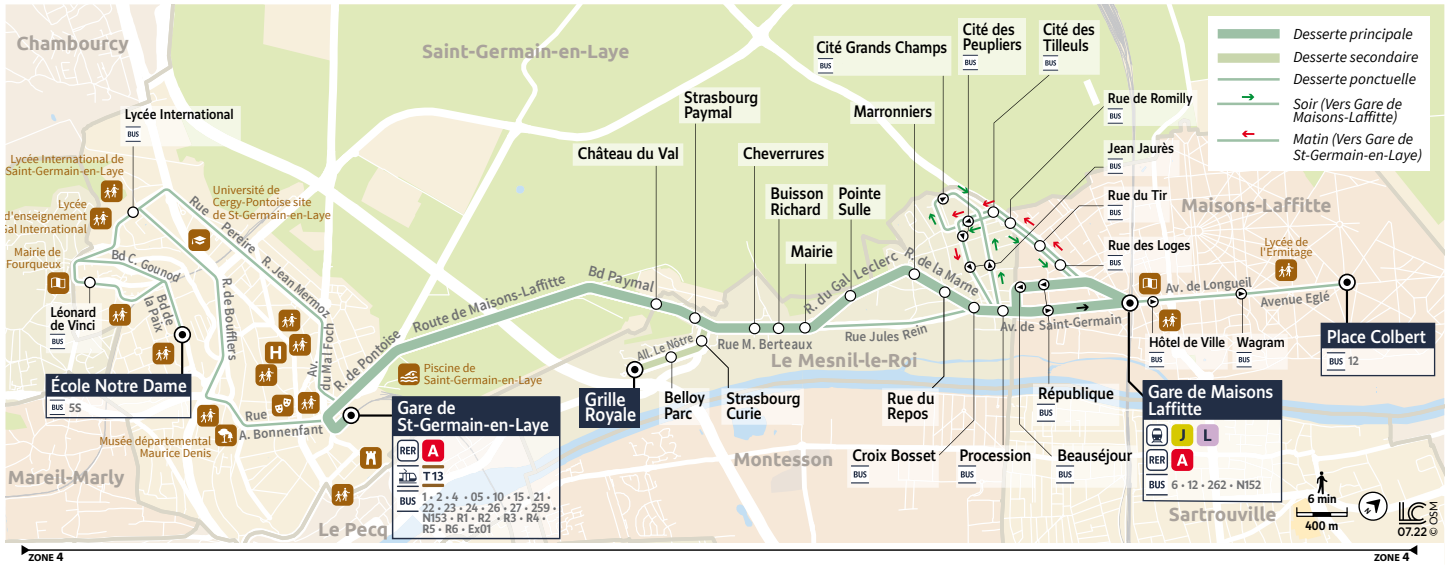 Chambourcy
Saint-Germain-en-Laye
Cité Grands Champs
BUS
Cité des
Peupliers
BUS
Cité des
Tilleuls
BUS
Desserte principale
Desserte secondaire
Desserte ponctuelle
Soir (Vers Gare de
Maisons-Laffitte)
Matin (Vers Gare de
St-Germain-en-Laye)
Lycée International
BUS
Strasbourg
Paymal
Marronniers
Rue de Romilly
BUS
Château du Val
Cheverrures
Jean Jaurès
BUS
Lycée International de
Saint-Germain-en-Laye
Université de
Cergy-Pontoise site
de St-Germain-en-Laye
Buisson
Richard
Pointe
Sulle
Rue du Tir
BUS
Maisons-Laffitte
Lycée
d'enseignement
International
Mairie
Rue des Loges
BUS
Lycée de
l'Ermitage
Mairie de
Fourqueux
Rue Pereire
R. Jean Mermoz
Bd C. Gounod
Bd de
la Paix
R. de Boufflers
Av.
du Mal Foch
R. de Pontoise
Route de Maisons-Laffitte
Bd Paymal
R. du Gal Leclerc
R. de la Marne
Av. de Longueil
Avenue Eglé
Léonard
de Vinci
BUS
H
Rue M. Berteaux
Rue Jules Rein
Av. de Saint-Germain
All. Le Nôtre
Le Mesnil-le-Roi
Hôtel de Ville
BUS
Wagram
BUS
Place Colbert
BUS 12
École Notre Dame
BUS 5S
Piscine de
Saint-Germain-en-Laye
Grille
Royale
Belloy
Parc
Strasbourg
Curie
Rue du
Repos
République
BUS
Gare de Maisons
Laffitte
J L
RER A
BUS 6 • 12 • 262 • N152
Rue
A. Bonnenfant
Musée départemental
Maurice Denis
Gare de
St-Germain-en-Laye
RER A
T 13
BUS 1 • 2 • 4 • 05 • 10 • 15 • 21 •
22 • 23 • 24 • 26 • 27 • 259 •
N153 • R1 • R2 • R3 • R4 •
R5 • R6 • Ex01
Mareil-Marly
Montesson
Croix Bosset
BUS
Procession
BUS
Beauséjour
BUS
Le Pecq
Sartrouville
6 min
400 m
LC
07.22 © OSM
ZONE 4
ZONE 4